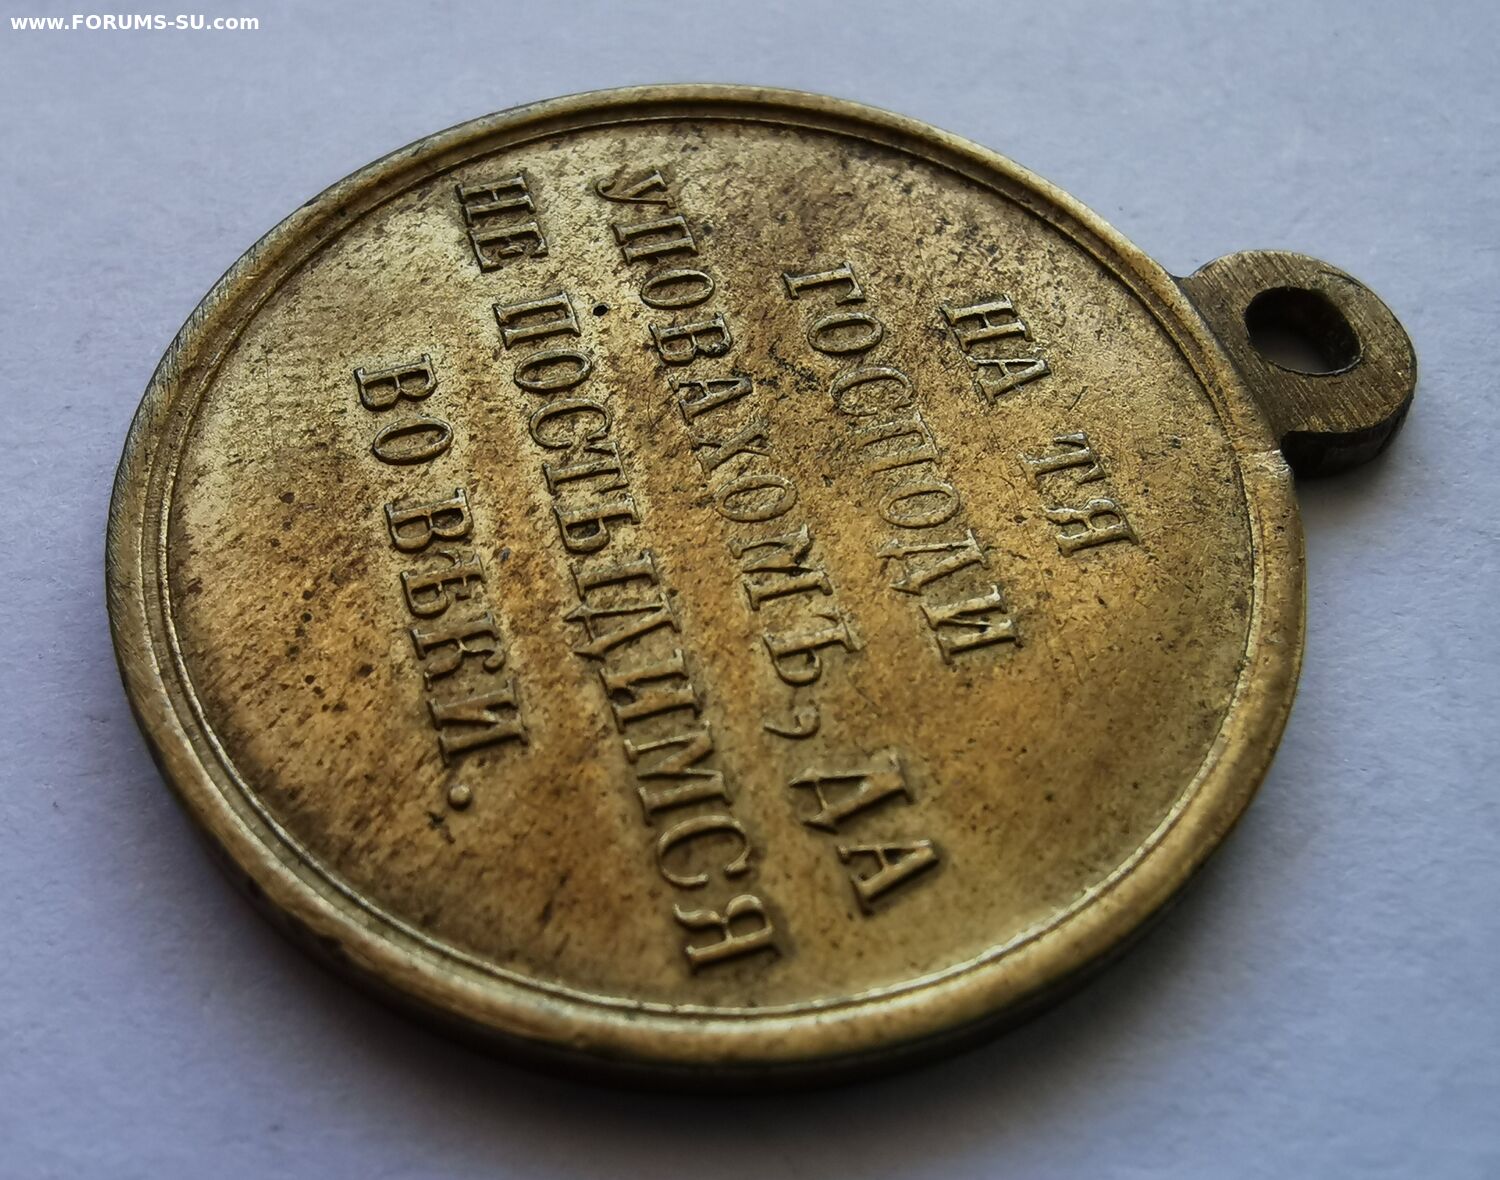 www.FORUMS-SU.com
НА ТЯ
ГОСПОДИ
УПОВАХОМЪ, ДА
НЕ ПОСТЫДИМСЯ
ВО ВѢКИ.